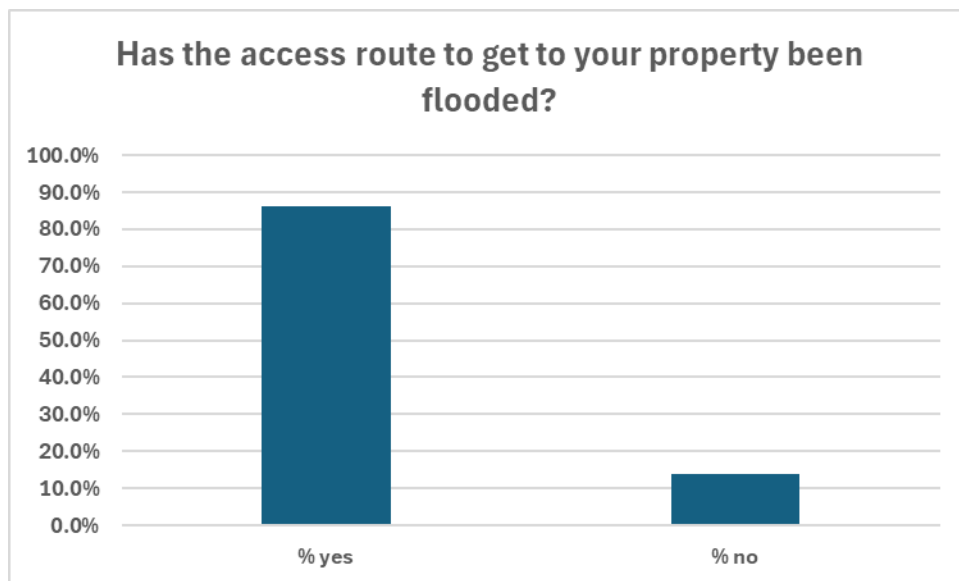 Has the access route to get to your property been
flooded?
100.0%
90.0%
80.0%
70.0%
60.0%
50.0%
40.0%
30.0%
20.0%
10.0%
0.0%
% yes
% no